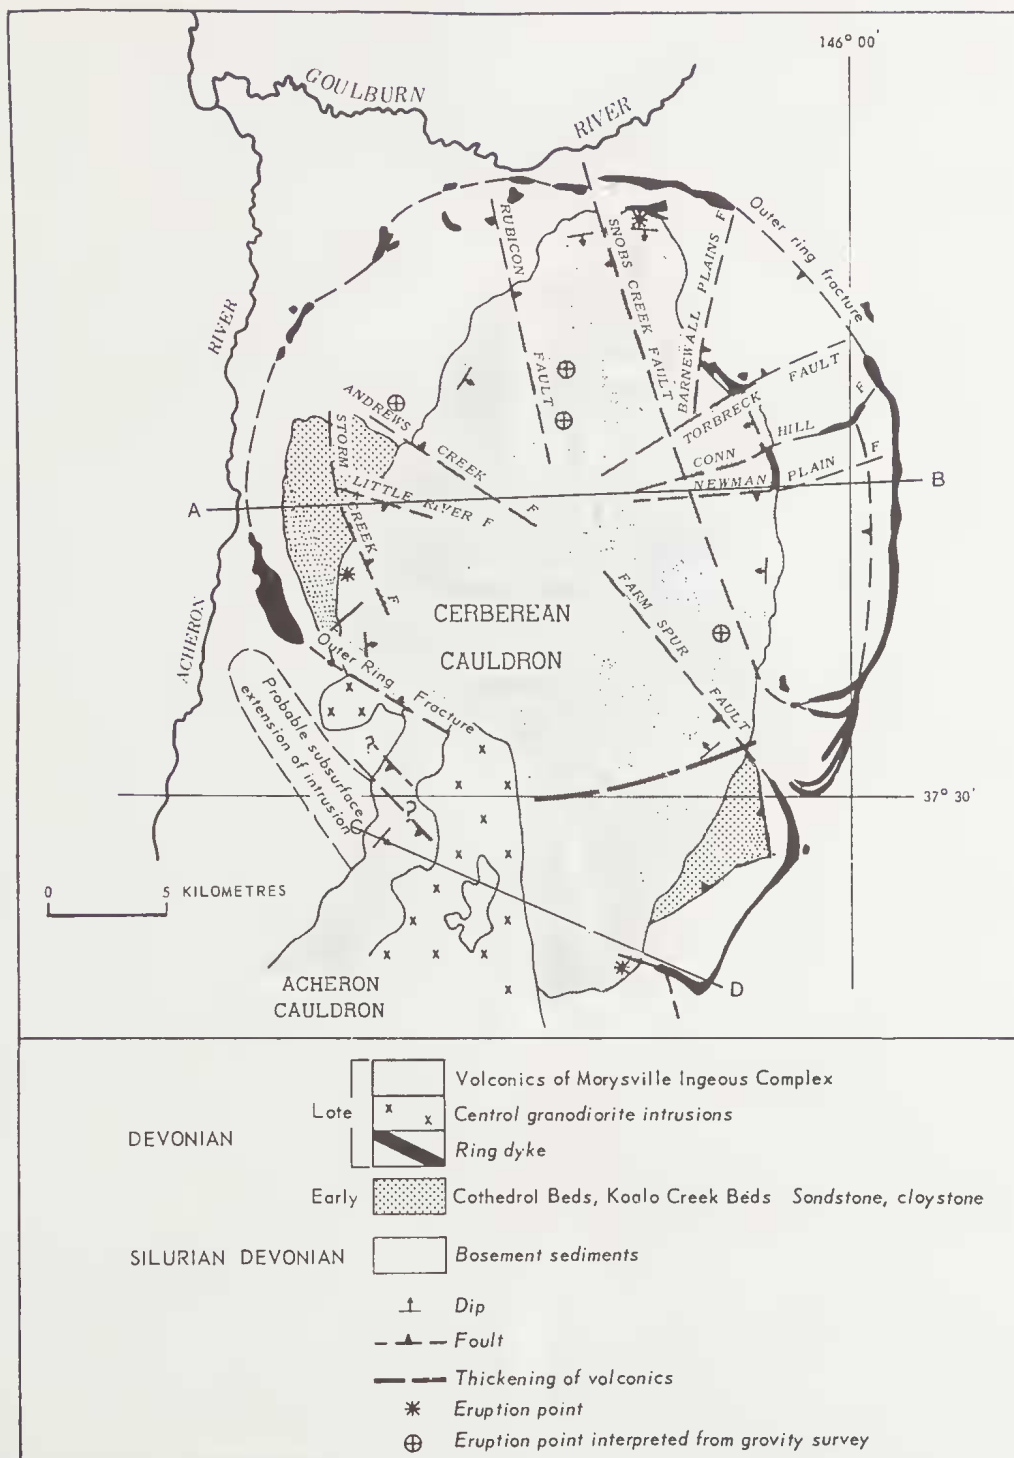 146° 00'
GOULBURN
RIVER
RIVER
ACHERON
Outer ring fracture
RUBICON
FAULT
SNOBS CREEK FAULT
BARNEWALL PLAINS F
TORBRECK FAULT
CONN HILL F
NEWMAN PLAIN F
ANDREWS CREEK F
STORM CREEK F
LITTLE RIVER F
A
B
CERBEREAN
CAULDRON
FARM SPUR FAULT
Outer Ring Fracture
Probable subsurface
extension of intrusion
?
?
C
37° 30'
0 5 KILOMETRES
ACHERON
CAULDRON
D
Volconics of Morysville Ingeous Complex
Lote
Central granodiorite intrusions
DEVONIAN
Ring dyke
Early
Cothedrol Beds, Koalo Creek Beds Sondstone, cloystone
SILURIAN DEVONIAN
Bosement sediments
Dip
Foult
Thickening of volconics
Eruption point
Eruption point interpreted from grovity survey